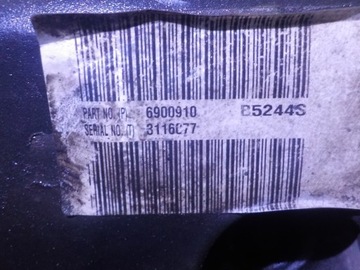 PART NO. (P) 6900910 B5244S
SERIAL NO. (T) 3116077